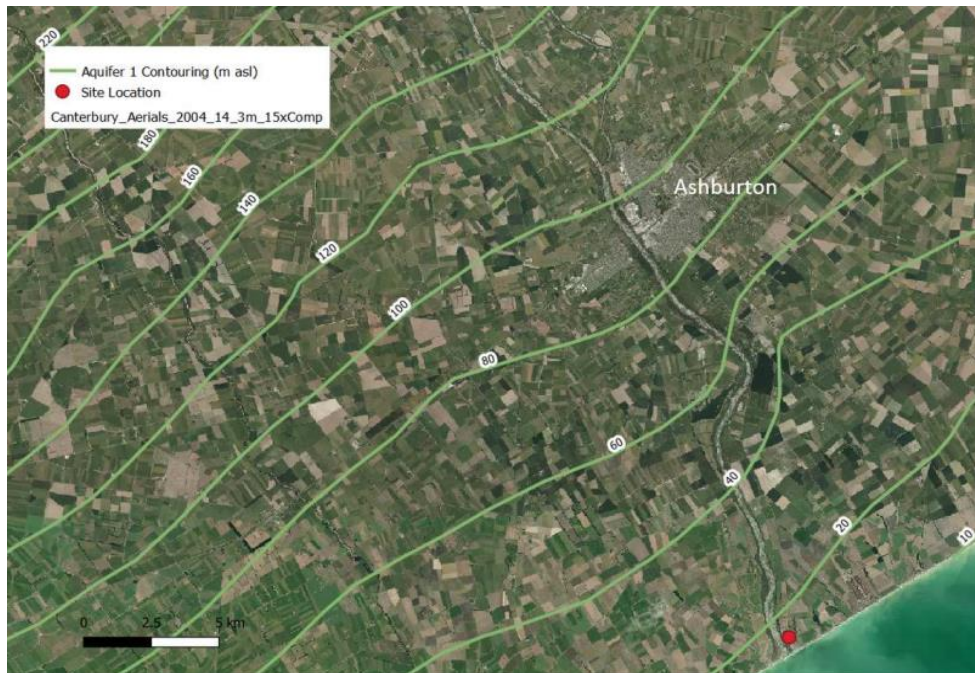 220
Aquifer 1 Contouring (m asl)
Site Location
Canterbury_Aerials_2004_14_3m_15xComp
180
160
140
120
100
Ashburton
80
60
40
20
10
0 2.5 5 km